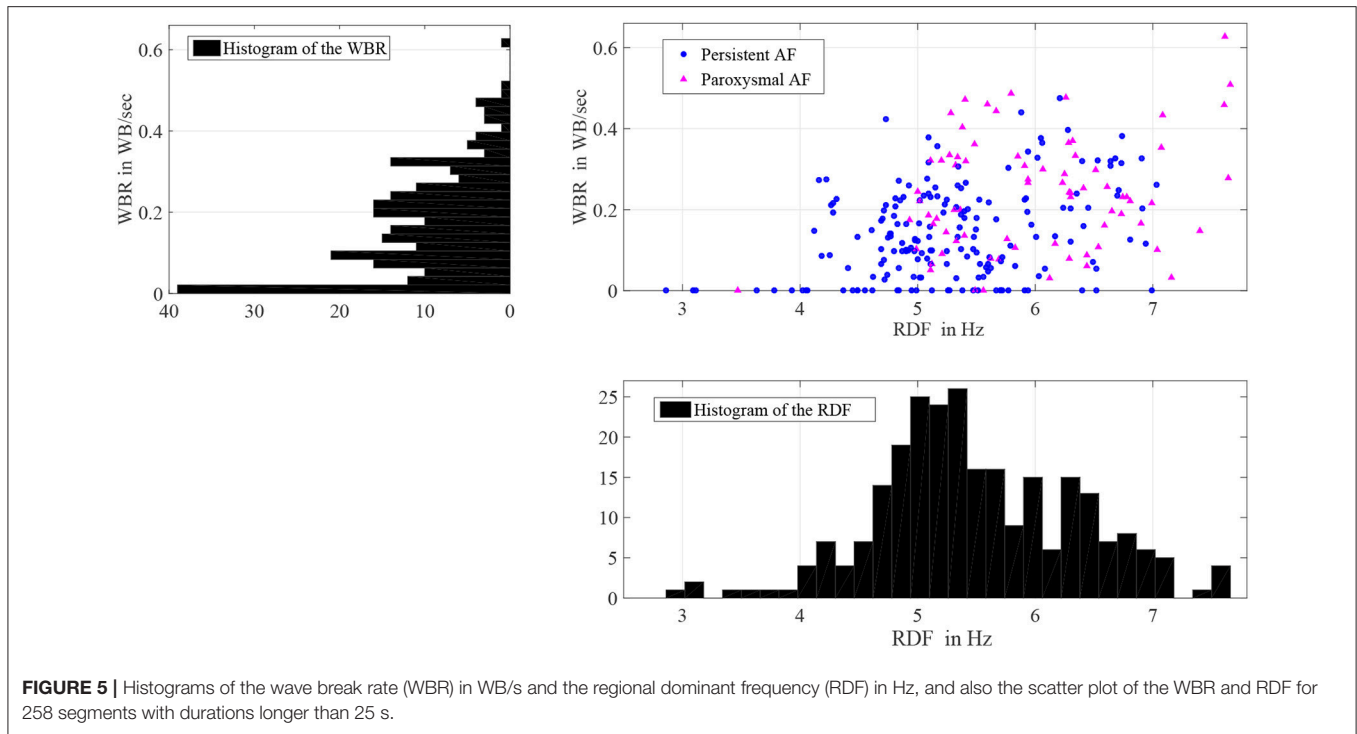 Histogram of the WBR
WBR in WB/sec
0.6
0.4
0.2
0
40 30 20 10 0
Persistent AF
Paroxysmal AF
WBR in WB/sec
0.6
0.4
0.2
0
3 4 5 6 7
RDF in Hz
Histogram of the RDF
25
20
15
10
5
0
3 4 5 6 7
RDF in Hz
FIGURE 5 | Histograms of the wave break rate (WBR) in WB/s and the regional dominant frequency (RDF) in Hz, and also the scatter plot of the WBR and RDF for
258 segments with durations longer than 25 s.